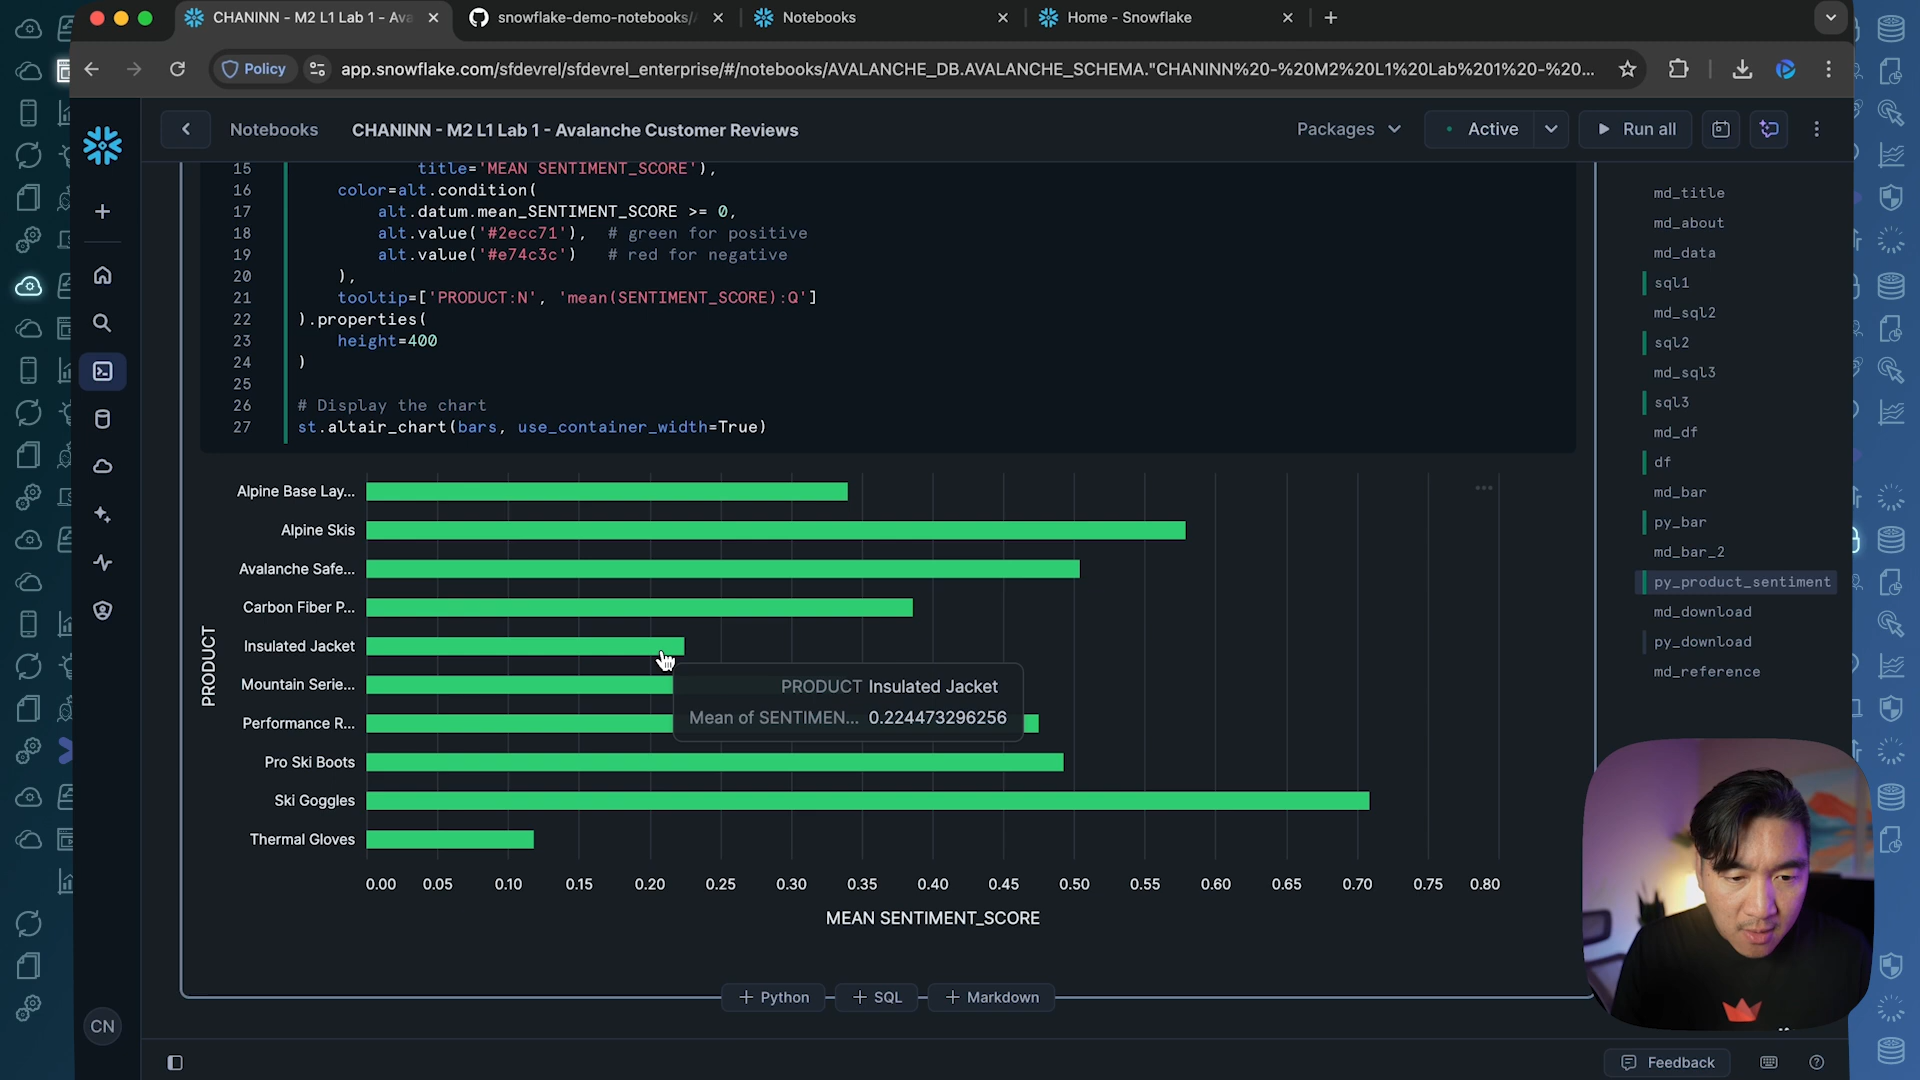 CHANINN - M2 L1 Lab 1 - Ava
snowflake-demo-notebooks/
Notebooks
Home - Snowflake
Policy
app.snowflake.com/sfdevrel/sfdevrel_enterprise/#/notebooks/AVALANCHE_DB.AVALANCHE_SCHEMA."CHANINN%20-%20M2%20L1%20Lab%201%20-%20...
Notebooks
CHANINN - M2 L1 Lab 1 - Avalanche Customer Reviews
Packages
Active
Run all
15 title='MEAN SENTIMENT_SCORE'),
16 color=alt.condition(
17 alt.datum.mean_SENTIMENT_SCORE >= 0,
18 alt.value('#2ecc71'), # green for positive
19 alt.value('#e74c3c') # red for negative
20 ),
21 tooltip=['PRODUCT:N', 'mean(SENTIMENT_SCORE):Q']
22 ).properties(
23 height=400
24 )
25
26 # Display the chart
27 st.altair_chart(bars, use_container_width=True)
md_title
md_about
md_data
sql1
md_sql2
sql2
md_sql3
sql3
md_df
df
md_bar
py_bar
md_bar_2
py_product_sentiment
md_download
py_download
md_reference
PRODUCT
Alpine Base Lay...
Alpine Skis
Avalanche Safe...
Carbon Fiber P...
Insulated Jacket
Mountain Serie...
Performance R...
Pro Ski Boots
Ski Goggles
Thermal Gloves
PRODUCT Insulated Jacket
Mean of SENTIMEN... 0.224473296256
0.00 0.05 0.10 0.15 0.20 0.25 0.30 0.35 0.40 0.45 0.50 0.55 0.60 0.65 0.70 0.75 0.80
MEAN SENTIMENT_SCORE
+ Python
+ SQL
+ Markdown
CN
Feedback